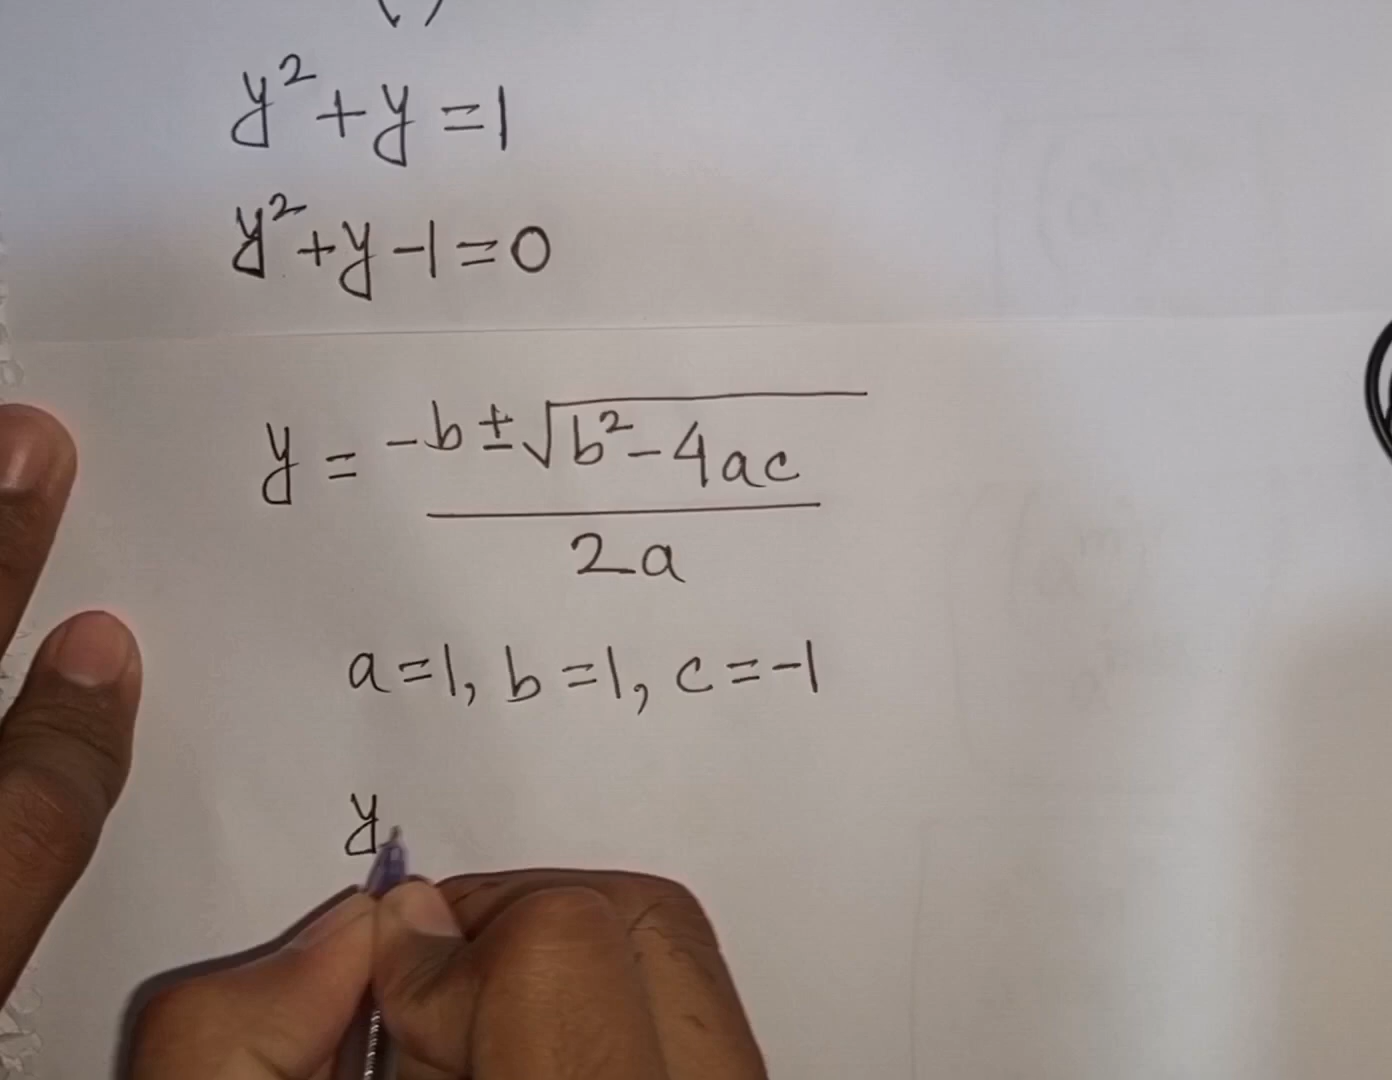 y²+y=1
y²+y-1=0
y = -b±√b²-4ac
2a
a=1, b=1, c=-1
y